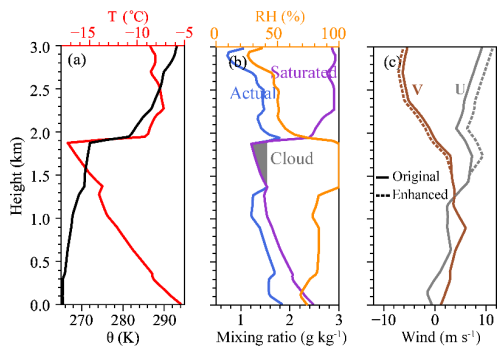 T (°C)
RH (%)
−15 −10 −5
0 50 100
3.0
2.5
2.0
1.5
1.0
0.5
0.0
Height (km)
(a)
(b)
(c)
Saturated
Actual
Cloud
V U
Original
Enhanced
270 280 290
1 2 3
−10 −5 0 5 10
θ (K)
Mixing ratio (g kg⁻¹)
Wind (m s⁻¹)